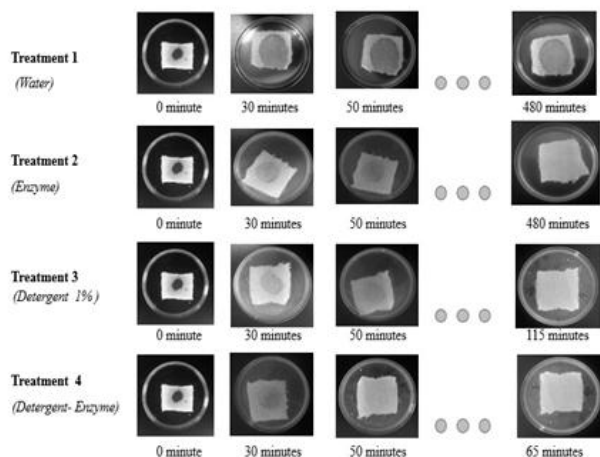 Treatment 1
(Water)
0 minute 30 minutes 50 minutes 480 minutes
Treatment 2
(Enzyme)
0 minute 30 minutes 50 minutes 480 minutes
Treatment 3
(Detergent 1%)
0 minute 30 minutes 50 minutes 115 minutes
Treatment 4
(Detergent- Enzyme)
0 minute 30 minutes 50 minutes 65 minutes